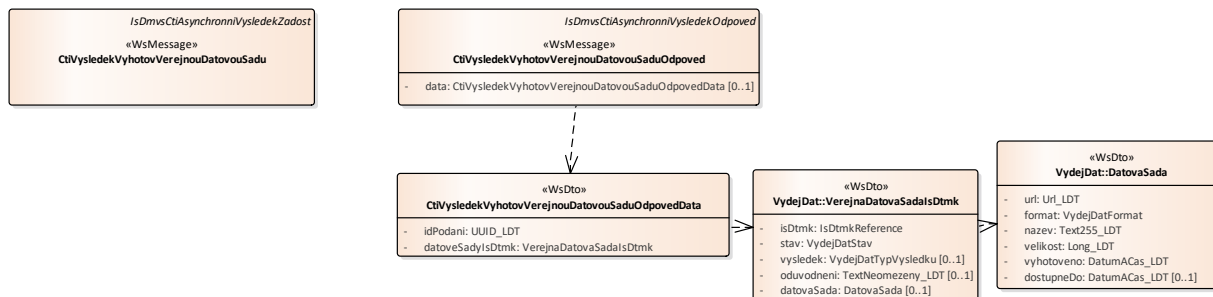 IsDmvsCtiAsynchronniVysledekZadost
«WsMessage»
CtiVysledekVyhotovVerejnouDatovouSadu
IsDmvsCtiAsynchronniVysledekOdpoved
«WsMessage»
CtiVysledekVyhotovVerejnouDatovouSaduOdpoved
- data: CtiVysledekVyhotovVerejnouDatovouSaduOdpovedData [0..1]
«WsDto»
CtiVysledekVyhotovVerejnouDatovouSaduOdpovedData
- idPodani: UUID_LDT
- datoveSadyIsDtmk: VerejnaDatovaSadaIsDtmk
«WsDto»
VydejDat::VerejnaDatovaSadaIsDtmk
- isDtmk: IsDtmkReference
- stav: VydejDatStav
- vysledek: VydejDatTypVysledku [0..1]
- oduvodneni: TextNeomezeny_LDT [0..1]
- datovaSada: DatovaSada [0..1]
«WsDto»
VydejDat::DatovaSada
- url: Url_LDT
- format: VydejDatFormat
- nazev: Text255_LDT
- velikost: Long_LDT
- vyhotoveno: DatumACas_LDT
- dostupneDo: DatumACas_LDT [0..1]